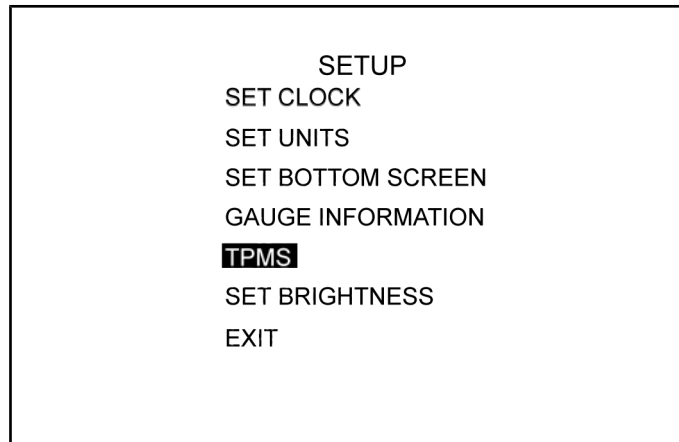 SETUP
SET CLOCK
SET UNITS
SET BOTTOM SCREEN
GAUGE INFORMATION
TPMS
SET BRIGHTNESS
EXIT